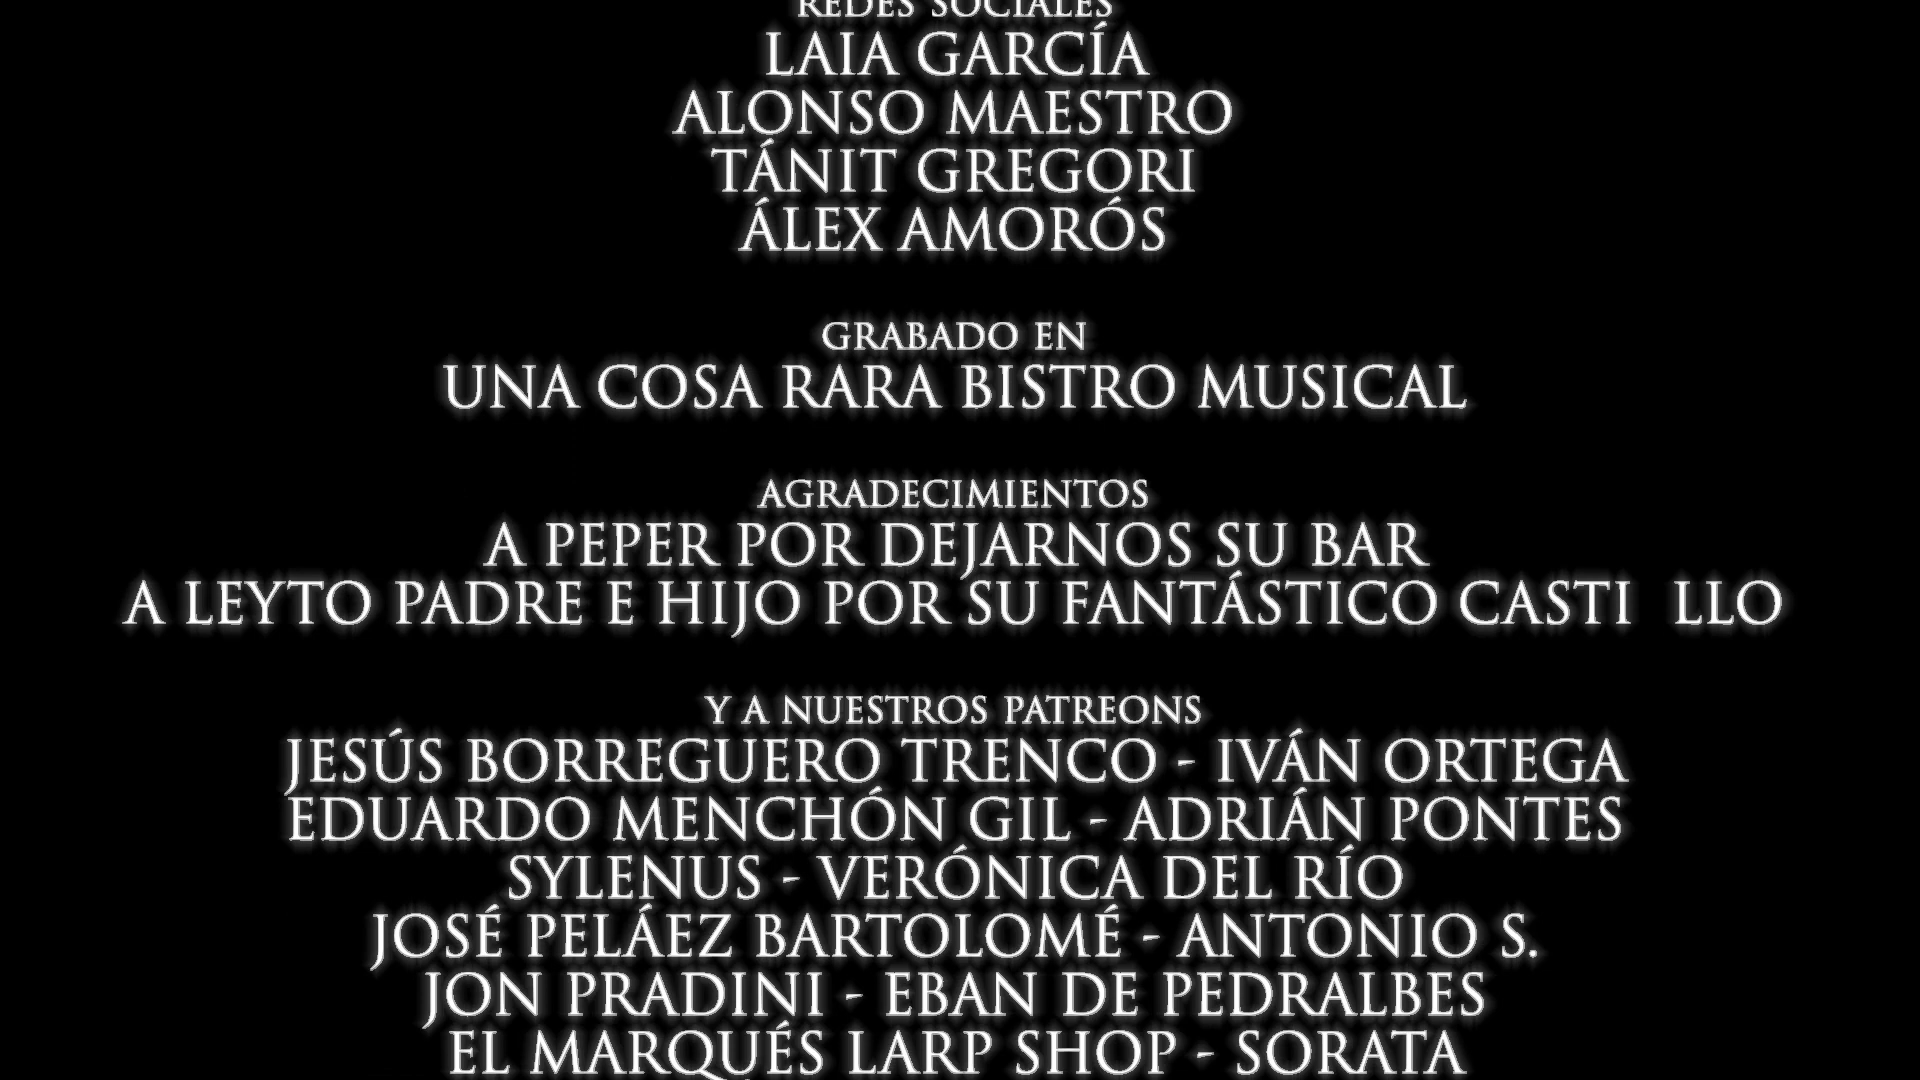 REDES SOCIALES
LAIA GARCÍA
ALONSO MAESTRO
TÁNIT GREGORI
ÁLEX AMORÓS
GRABADO EN
UNA COSA RARA BISTRO MUSICAL
AGRADECIMIENTOS
A PEPER POR DEJARNOS SU BAR
A LEYTO PADRE E HIJO POR SU FANTÁSTICO CASTI LLO
Y A NUESTROS PATREONS
JESÚS BORREGUERO TRENCO - IVÁN ORTEGA
EDUARDO MENCHÓN GIL - ADRIÁN PONTES
SYLENUS - VERÓNICA DEL RÍO
JOSÉ PELÁEZ BARTOLOMÉ - ANTONIO S.
JON PRADINI - EBAN DE PEDRALBES
EL MARQUÉS LARP SHOP - SORATA